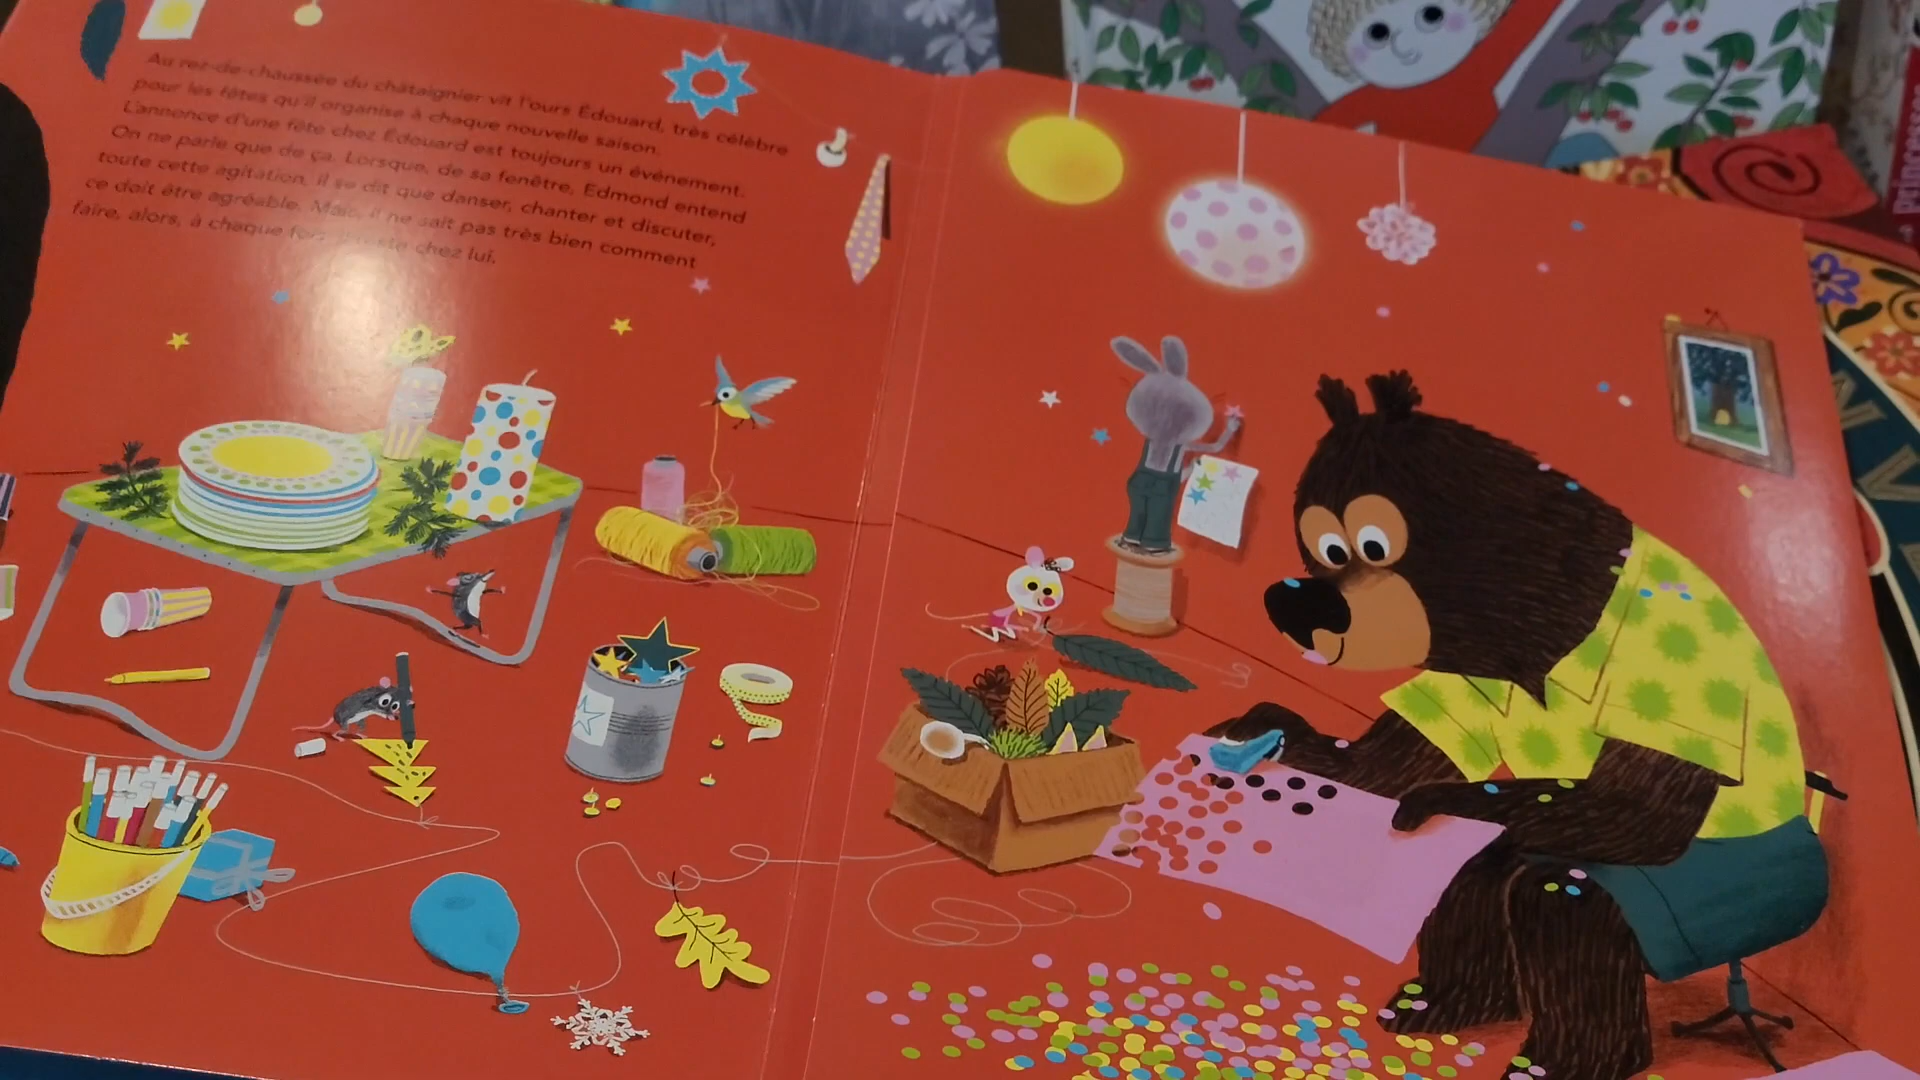 Au rez-de-chaussée du châtaignier vit l'ours Édouard, très célèbre
pour les fêtes qu'il organise à chaque nouvelle saison.
L'annonce d'une fête chez Édouard est toujours un événement.
On ne parle que de ça. Lorsque, de sa fenêtre, Edmond entend
toute cette agitation, il se dit que danser, chanter et discuter,
ce doit être agréable. Mais, il ne sait pas très bien comment
faire, alors, à chaque fois, chez lui.
Princesses